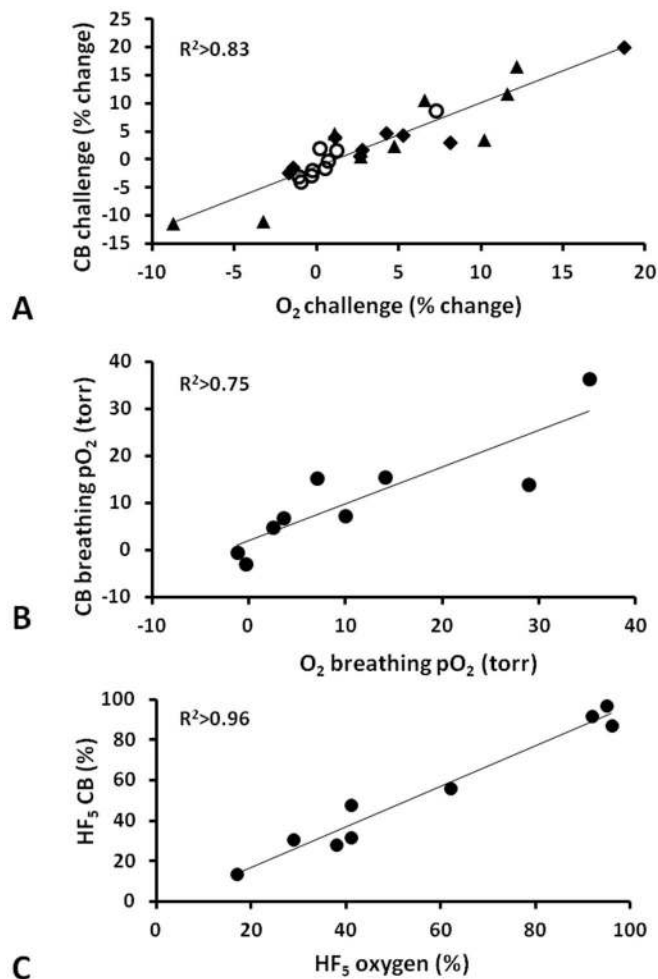 25
20
15
10
5
0
-5
-10
-15
R²>0.83
CB challenge (% change)
-10 -5 0 5 10 15 20
O₂ challenge (% change)
A
40
30
20
10
0
-10
R²>0.75
CB breathing pO₂ (torr)
-10 0 10 20 30 40
O₂ breathing pO₂ (torr)
B
100
80
60
40
20
0
R²>0.96
HF₅ CB (%)
0 20 40 60 80 100
HF₅ oxygen (%)
C